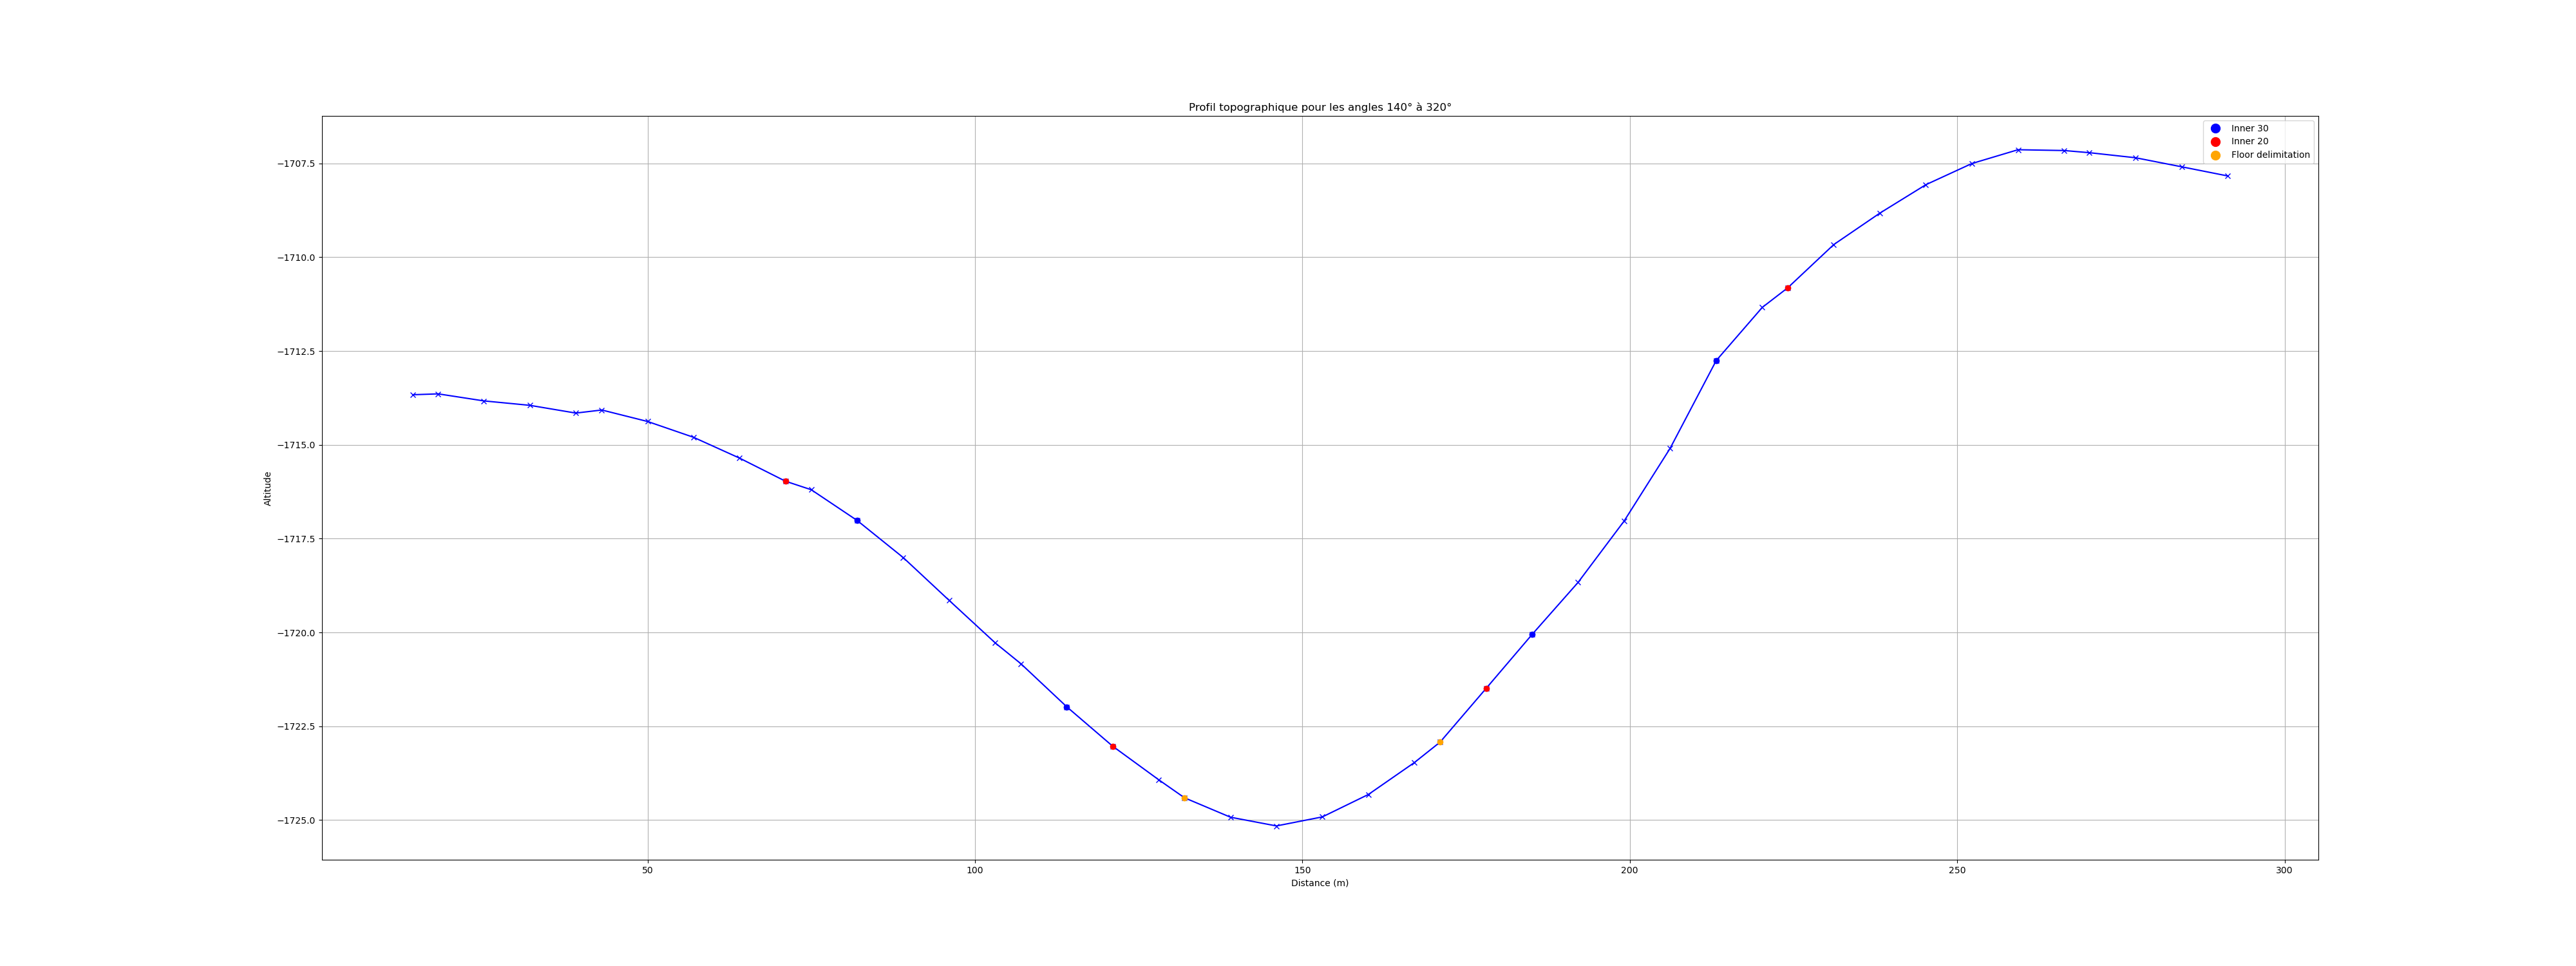 Profil topographique pour les angles 140° à 320°
Inner 30
Inner 20
Floor delimitation
−1707.5
−1710.0
−1712.5
−1715.0
−1717.5
−1720.0
−1722.5
−1725.0
Altitude
50
100
150
200
250
300
Distance (m)